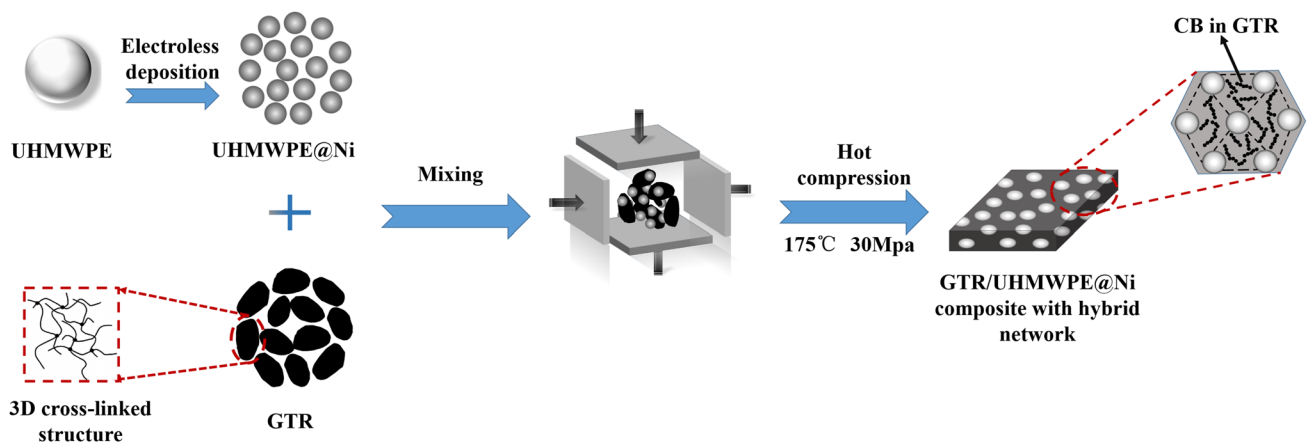 Electroless
deposition
UHMWPE
UHMWPE@Ni
Mixing
3D cross-linked
structure
GTR
Hot
compression
175℃ 30Mpa
GTR/UHMWPE@Ni
composite with hybrid
network
CB in GTR